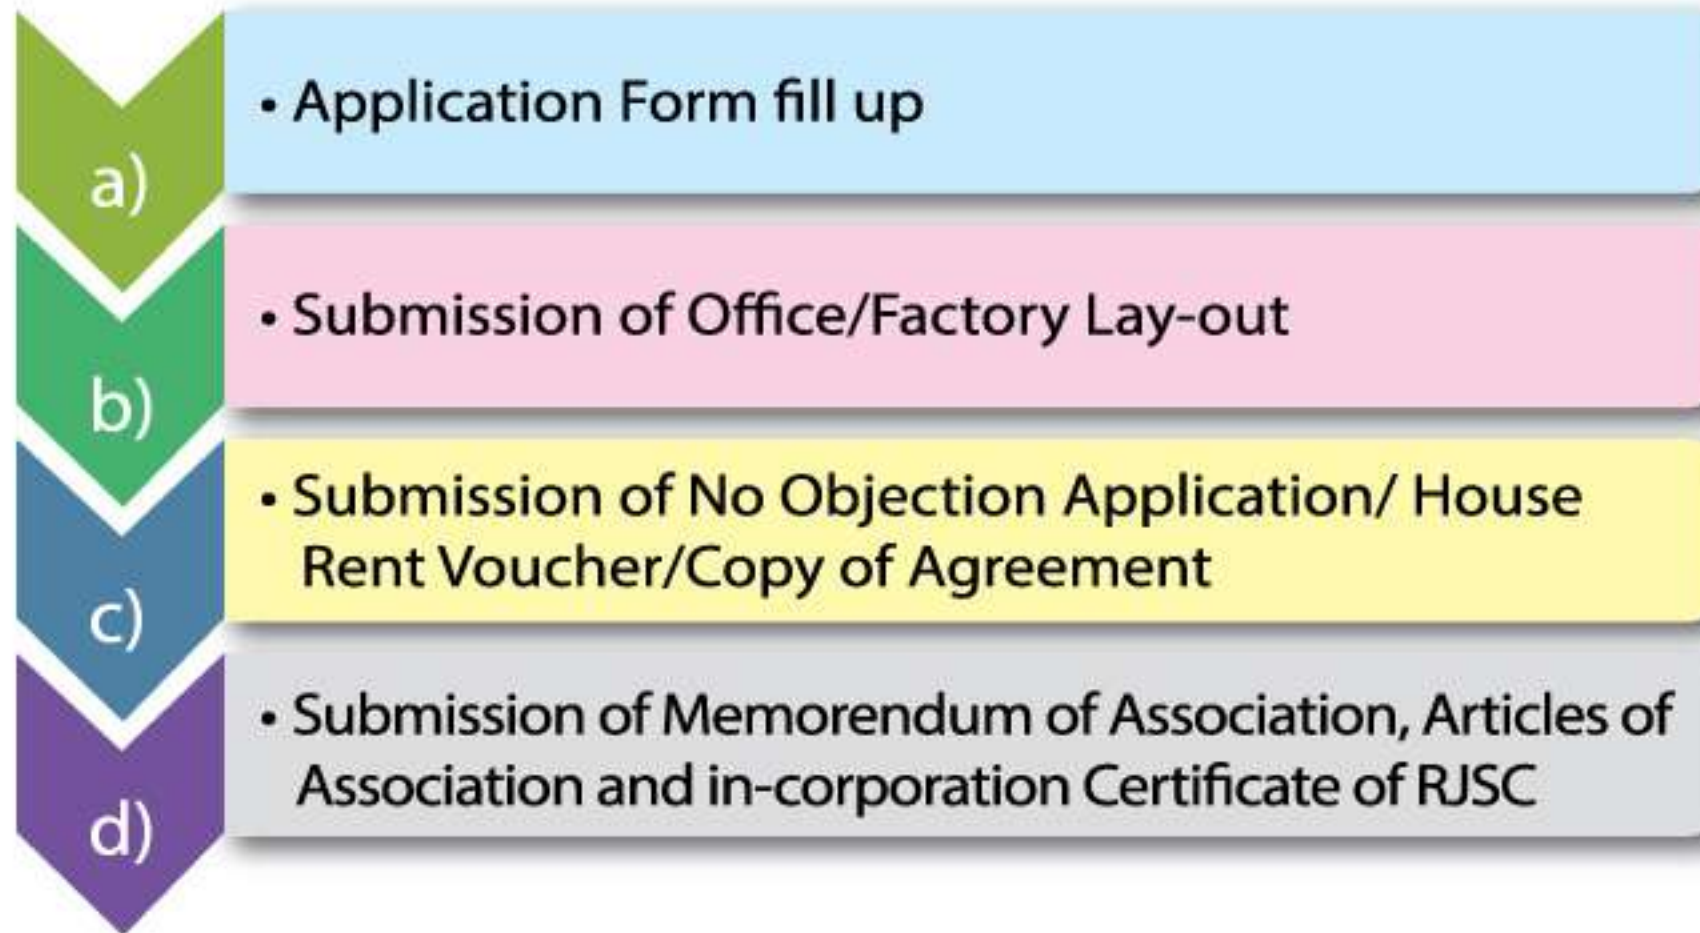 a)
• Application Form fill up
b)
• Submission of Office/Factory Lay-out
c)
• Submission of No Objection Application/ House
Rent Voucher/Copy of Agreement
d)
• Submission of Memorendum of Association, Articles of
Association and in-corporation Certificate of RJSC